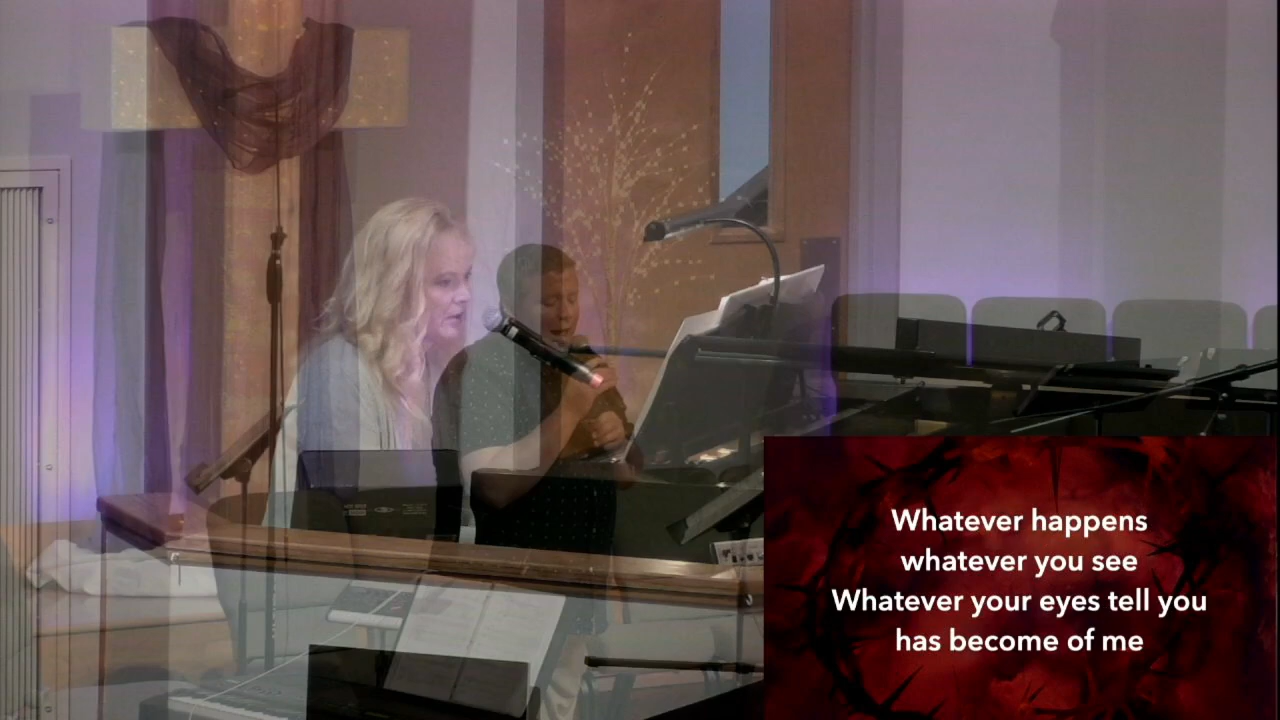 Whatever happens
whatever you see
Whatever your eyes tell you
has become of me